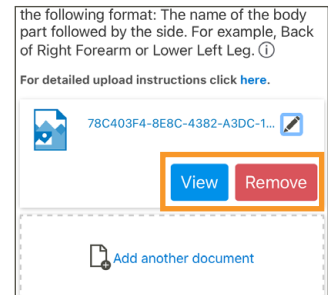 the following format: The name of the body
part followed by the side. For example, Back
of Right Forearm or Lower Left Leg. ⓘ
For detailed upload instructions click here.
78C403F4-8E8C-4382-A3DC-1...
View Remove
Add another document